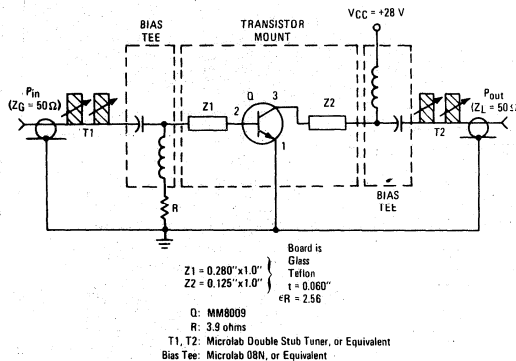 BIAS TEE
TRANSISTOR MOUNT
VCC = +28 V
Pin
(ZG = 50 Ω)
T1
Z1
2
Q
3
1
Z2
Pout
(ZL = 50 Ω
T2
R
BIAS TEE
Z1 = 0.280"x1.0"
Z2 = 0.125"x1.0"
Board is
Glass
Teflon
t = 0.060"
εR = 2.56
Q: MM8009
R: 3.9 ohms
T1, T2: Microlab Double Stub Tuner, or Equivalent
Bias Tee: Microlab 08N, or Equivalent